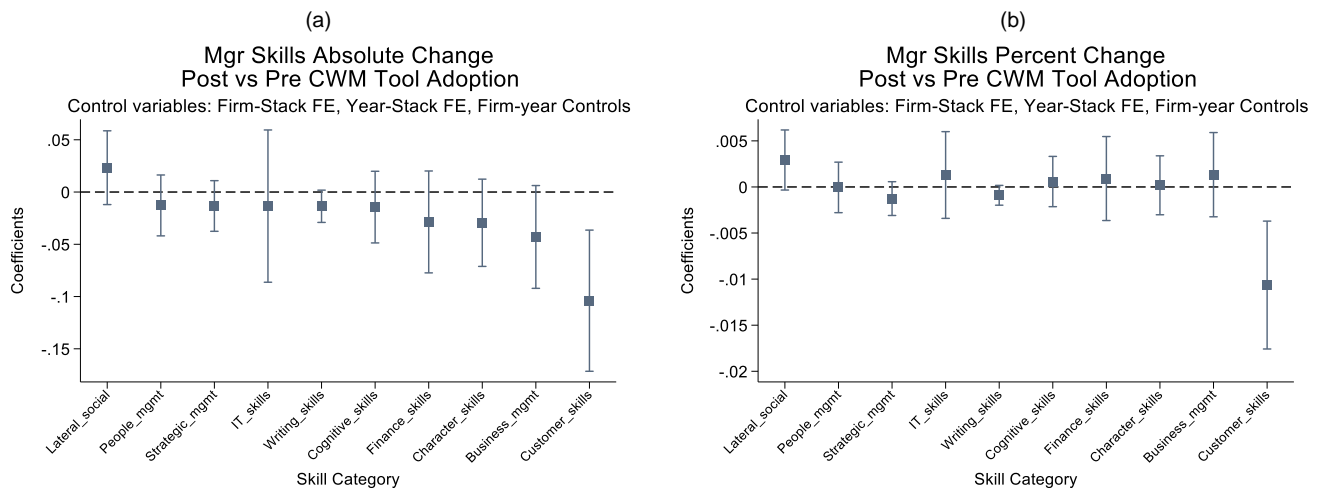 (a)
Mgr Skills Absolute Change
Post vs Pre CWM Tool Adoption
Control variables: Firm-Stack FE, Year-Stack FE, Firm-year Controls
.05
0
-.05
-.1
-.15
Coefficients
Lateral_social
People_mgmt
Strategic_mgmt
IT_skills
Writing_skills
Cognitive_skills
Finance_skills
Character_skills
Business_mgmt
Customer_skills
Skill Category
(b)
Mgr Skills Percent Change
Post vs Pre CWM Tool Adoption
Control variables: Firm-Stack FE, Year-Stack FE, Firm-year Controls
.005
0
-.005
-.01
-.015
-.02
Coefficients
Lateral_social
People_mgmt
Strategic_mgmt
IT_skills
Writing_skills
Cognitive_skills
Finance_skills
Character_skills
Business_mgmt
Customer_skills
Skill Category